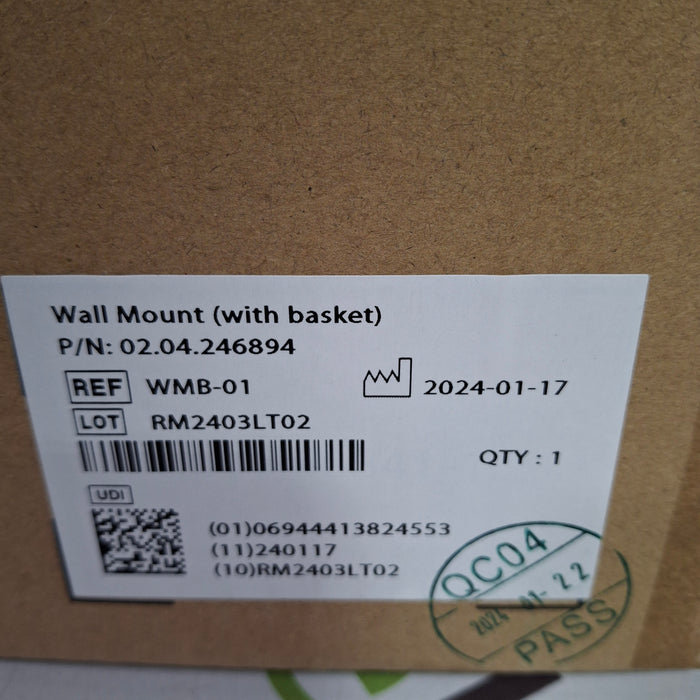 Wall Mount (with basket)
P/N: 02.04.246894
REF WMB-01 2024-01-17
LOT RM2403LT02
QTY : 1
UDI
(01)06944413824553
(11)240117
(10)RM2403LT02
QC04
2024-01-22
PASS